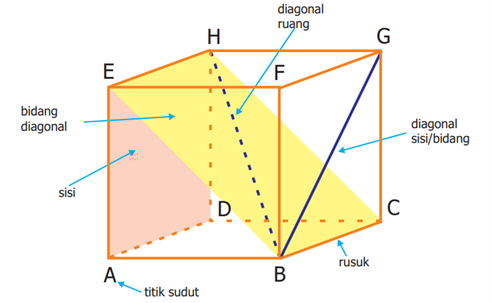 diagonal
ruang
H
G
E
F
bidang
diagonal
diagonal
sisi/bidang
sisi
D
C
rusuk
A
B
titik sudut